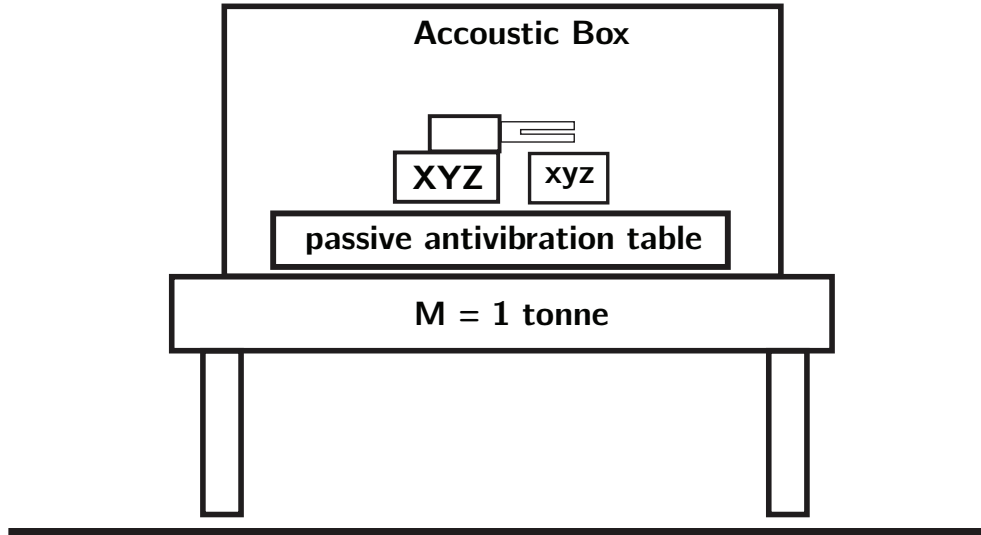 Accoustic Box
XYZ
xyz
passive antivibration table
M = 1 tonne